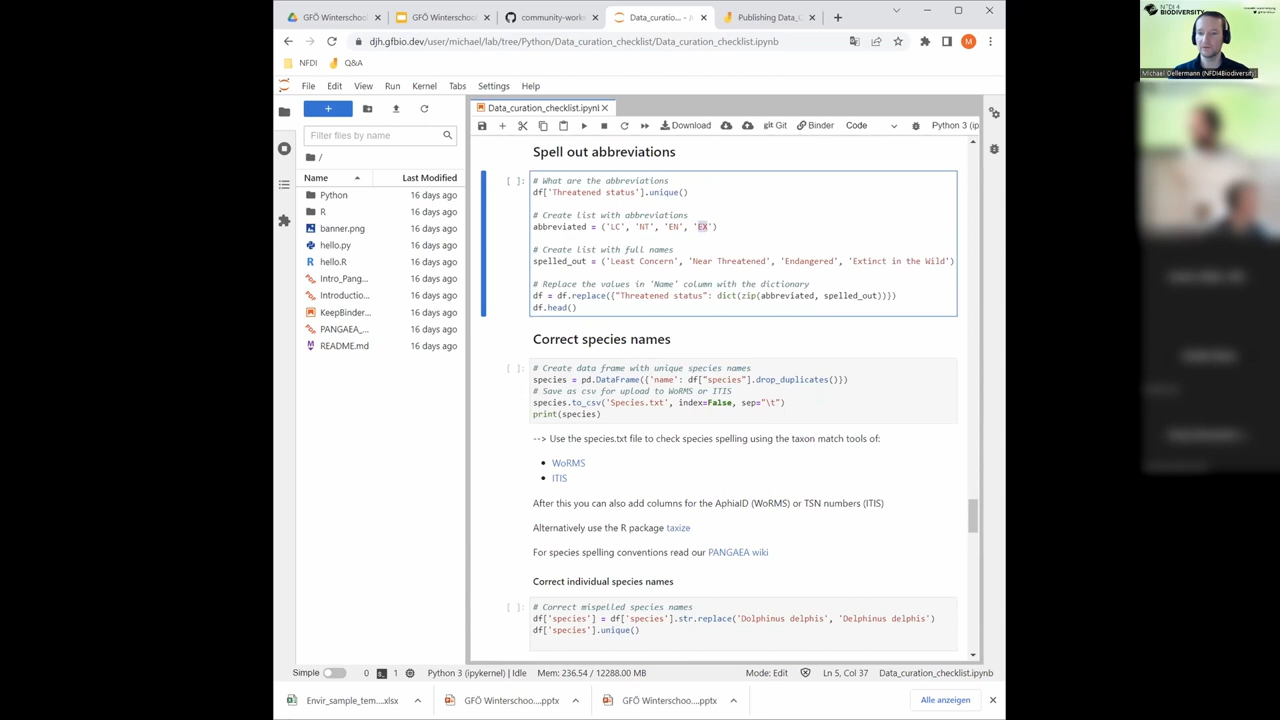 GFÖ Winterschool
GFÖ Winterschool
community-works
Data_curatio... - J
Publishing Data_C
djh.gfbio.dev/user/michael/lab/tree/Python/Data_curation_checklist/Data_curation_checklist.ipynb
M
NFDI
Q&A
File Edit View Run Kernel Tabs Settings Help
Filter files by name
/
Name
Last Modified
Python 16 days ago
R 16 days ago
banner.png 16 days ago
hello.py 16 days ago
hello.R 16 days ago
Intro_Pang... 16 days ago
Introductio... 16 days ago
KeepBinder... 16 days ago
PANGAEA_... 16 days ago
README.md 16 days ago
Data_curation_checklist.ipynl
Download
git Git
Binder
Code
Python 3 (ip
Spell out abbreviations
[ ]:
# What are the abbreviations
df['Threatened status'].unique()
# Create list with abbreviations
abbreviated = ('LC', 'NT', 'EN', 'EX')
# Create list with full names
spelled_out = ('Least Concern', 'Near Threatened', 'Endangered', 'Extinct in the Wild')
# Replace the values in 'Name' column with the dictionary
df = df.replace({"Threatened status": dict(zip(abbreviated, spelled_out))})
df.head()
Correct species names
[ ]:
# Create data frame with unique species names
species = pd.DataFrame({'name': df["species"].drop_duplicates()})
# Save as csv for upload to WoRMS or ITIS
species.to_csv('Species.txt', index=False, sep="\t")
print(species)
--> Use the species.txt file to check species spelling using the taxon match tools of:
• WoRMS
• ITIS
After this you can also add columns for the AphiaID (WoRMS) or TSN numbers (ITIS)
Alternatively use the R package taxize
For species spelling conventions read our PANGAEA wiki
Correct individual species names
[ ]:
# Correct mispelled species names
df['species'] = df['species'].str.replace('Dolphinus delphis', 'Delphinus delphis')
df['species'].unique()
Simple
0
1
Python 3 (ipykernel) | Idle
Mem: 236.54 / 12288.00 MB
Mode: Edit
Ln 5, Col 37
Data_curation_checklist.ipynb
Envir_sample_tem....xlsx
GFÖ Winterschoo....pptx
GFÖ Winterschoo....pptx
Alle anzeigen
NFDI 4
BIODIVERSITY
Michael Oellermann (NFDI4Biodiversity)